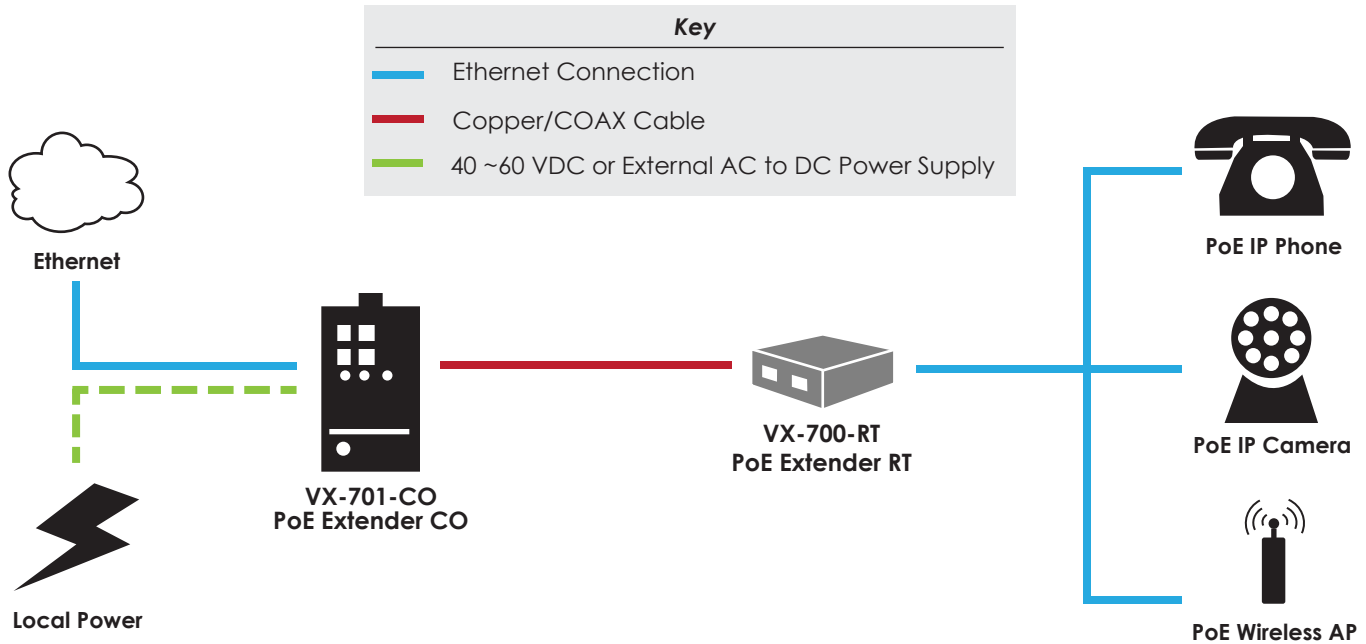 Key
Ethernet Connection
Copper/COAX Cable
40 ~60 VDC or External AC to DC Power Supply
Ethernet
VX-701-CO
PoE Extender CO
Local Power
VX-700-RT
PoE Extender RT
PoE IP Phone
PoE IP Camera
PoE Wireless AP